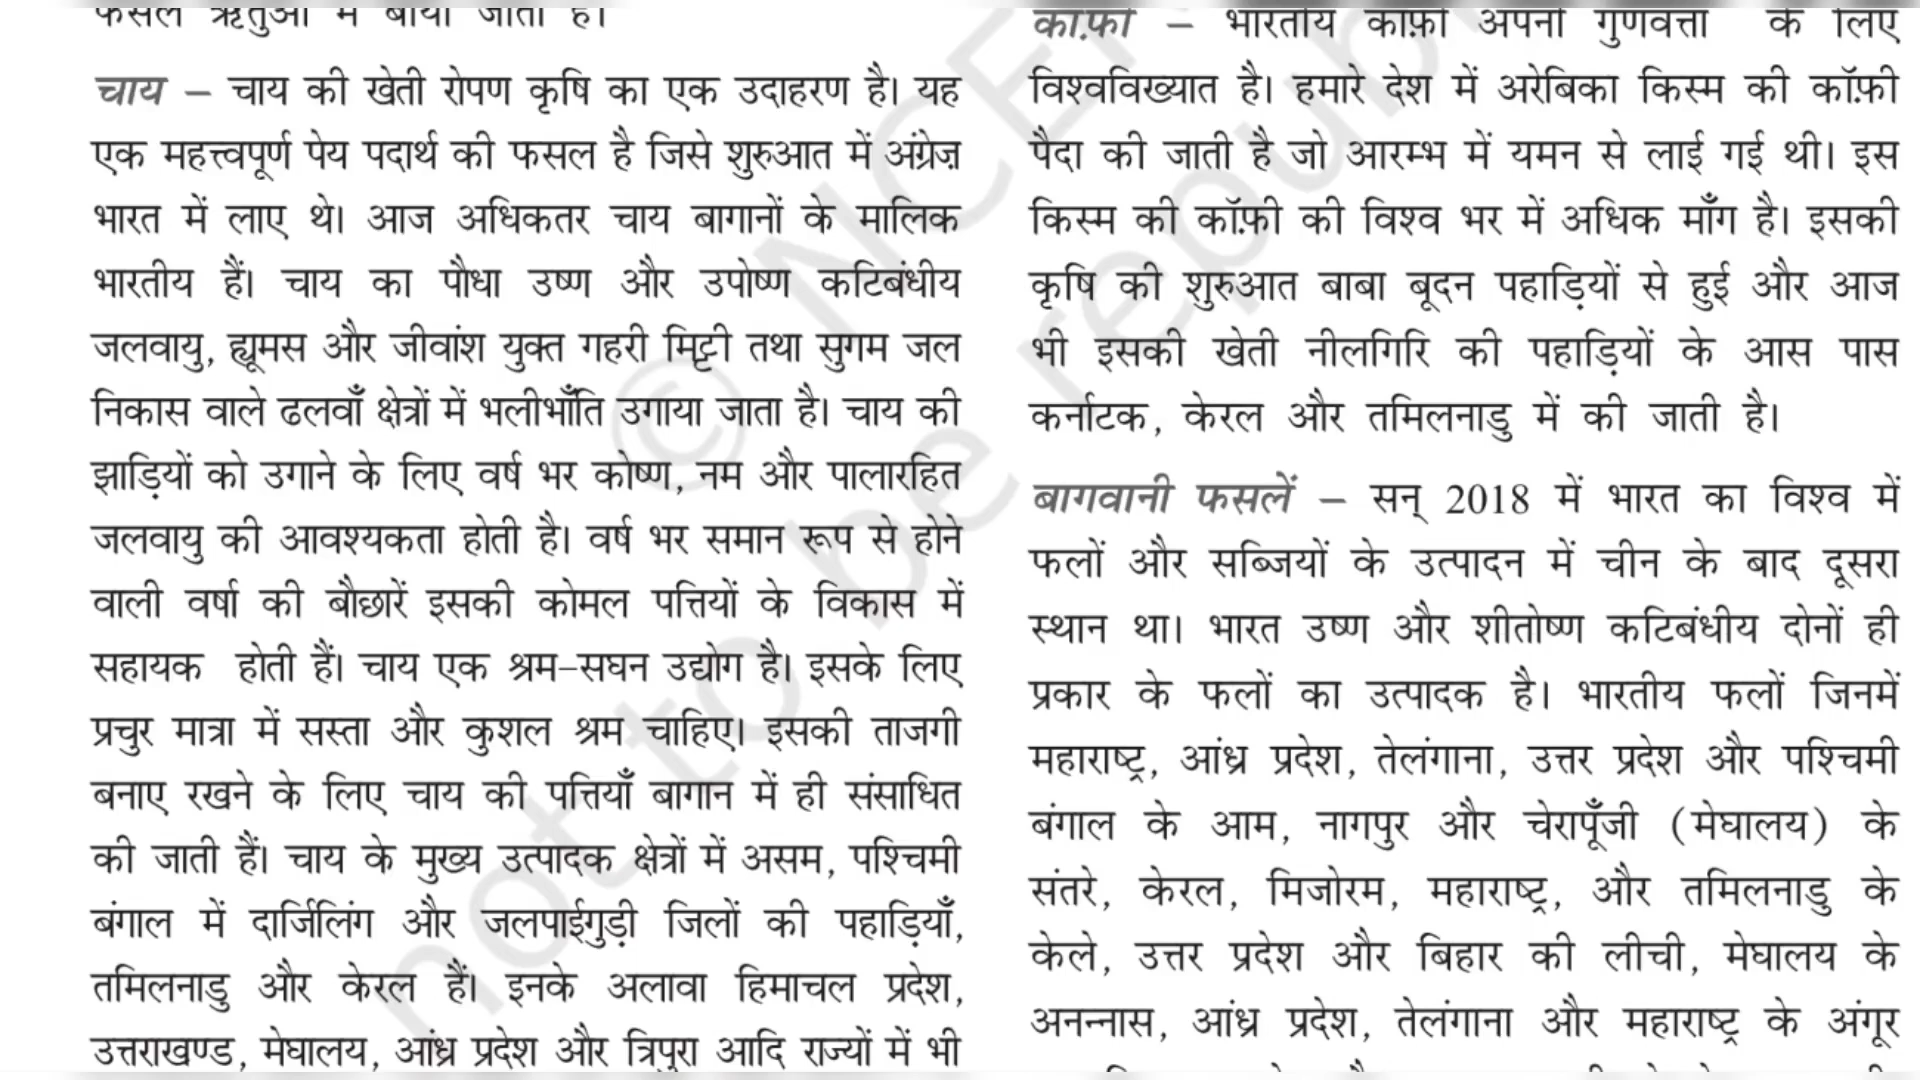 फसल ऋतुओं में बोया जाता है।
चाय – चाय की खेती रोपण कृषि का एक उदाहरण है। यह
एक महत्त्वपूर्ण पेय पदार्थ की फसल है जिसे शुरुआत में अंग्रेज़
भारत में लाए थे। आज अधिकतर चाय बागानों के मालिक
भारतीय हैं। चाय का पौधा उष्ण और उपोष्ण कटिबंधीय
जलवायु, ह्यूमस और जीवांश युक्त गहरी मिट्टी तथा सुगम जल
निकास वाले ढलवाँ क्षेत्रों में भलीभाँति उगाया जाता है। चाय की
झाड़ियों को उगाने के लिए वर्ष भर कोष्ण, नम और पालारहित
जलवायु की आवश्यकता होती है। वर्ष भर समान रूप से होने
वाली वर्षा की बौछारें इसकी कोमल पत्तियों के विकास में
सहायक होती हैं। चाय एक श्रम-सघन उद्योग है। इसके लिए
प्रचुर मात्रा में सस्ता और कुशल श्रम चाहिए। इसकी ताजगी
बनाए रखने के लिए चाय की पत्तियाँ बागान में ही संसाधित
की जाती हैं। चाय के मुख्य उत्पादक क्षेत्रों में असम, पश्चिमी
बंगाल में दार्जिलिंग और जलपाईगुड़ी जिलों की पहाड़ियाँ,
तमिलनाडु और केरल हैं। इनके अलावा हिमाचल प्रदेश,
उत्तराखण्ड, मेघालय, आंध्र प्रदेश और त्रिपुरा आदि राज्यों में भी
कॉफ़ी – भारतीय कॉफ़ी अपनी गुणवत्ता के लिए
विश्वविख्यात है। हमारे देश में अरेबिका किस्म की कॉफ़ी
पैदा की जाती है जो आरम्भ में यमन से लाई गई थी। इस
किस्म की कॉफ़ी की विश्व भर में अधिक माँग है। इसकी
कृषि की शुरुआत बाबा बूदन पहाड़ियों से हुई और आज
भी इसकी खेती नीलगिरि की पहाड़ियों के आस पास
कर्नाटक, केरल और तमिलनाडु में की जाती है।
बागवानी फसलें – सन् 2018 में भारत का विश्व में
फलों और सब्जियों के उत्पादन में चीन के बाद दूसरा
स्थान था। भारत उष्ण और शीतोष्ण कटिबंधीय दोनों ही
प्रकार के फलों का उत्पादक है। भारतीय फलों जिनमें
महाराष्ट्र, आंध्र प्रदेश, तेलंगाना, उत्तर प्रदेश और पश्चिमी
बंगाल के आम, नागपुर और चेरापूँजी (मेघालय) के
संतरे, केरल, मिजोरम, महाराष्ट्र, और तमिलनाडु के
केले, उत्तर प्रदेश और बिहार की लीची, मेघालय के
अनन्नास, आंध्र प्रदेश, तेलंगाना और महाराष्ट्र के अंगूर
© NCE
not to be republ